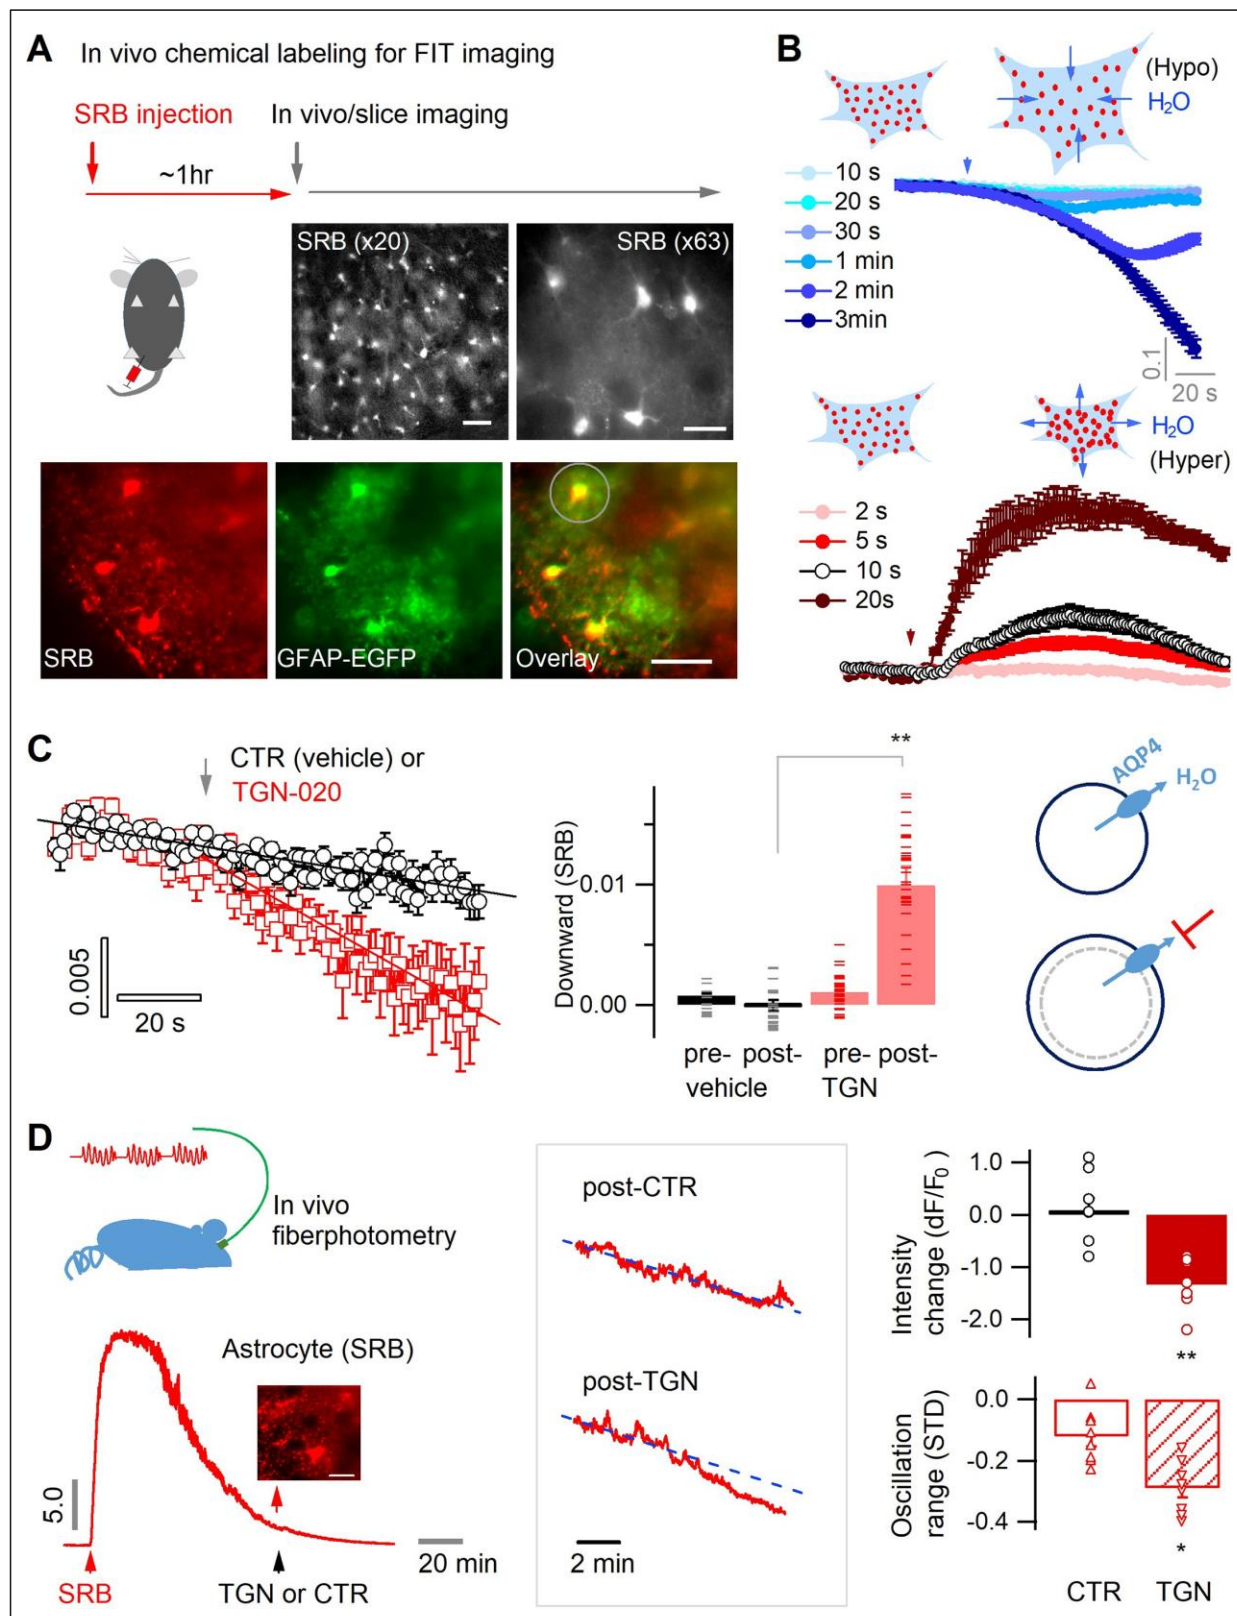 A In vivo chemical labeling for FIT imaging
SRB injection
In vivo/slice imaging
~1hr
SRB (x20)
SRB (x63)
SRB
GFAP-EGFP
Overlay
B
(Hypo)
H₂O
10 s
20 s
30 s
1 min
2 min
3min
0.1
20 s
H₂O
(Hyper)
2 s
5 s
10 s
20s
C
CTR (vehicle) or
TGN-020
0.005
20 s
**
Downward (SRB)
0.01
0.00
pre- post- pre- post-
vehicle TGN
AQP4
H₂O
D
In vivo
fiberphotometry
Astrocyte (SRB)
5.0
20 min
SRB
TGN or CTR
post-CTR
post-TGN
2 min
Intensity
change (dF/F₀)
1.0
0.0
-1.0
-2.0
**
Oscillation
range (STD)
0.0
-0.2
-0.4
*
CTR TGN